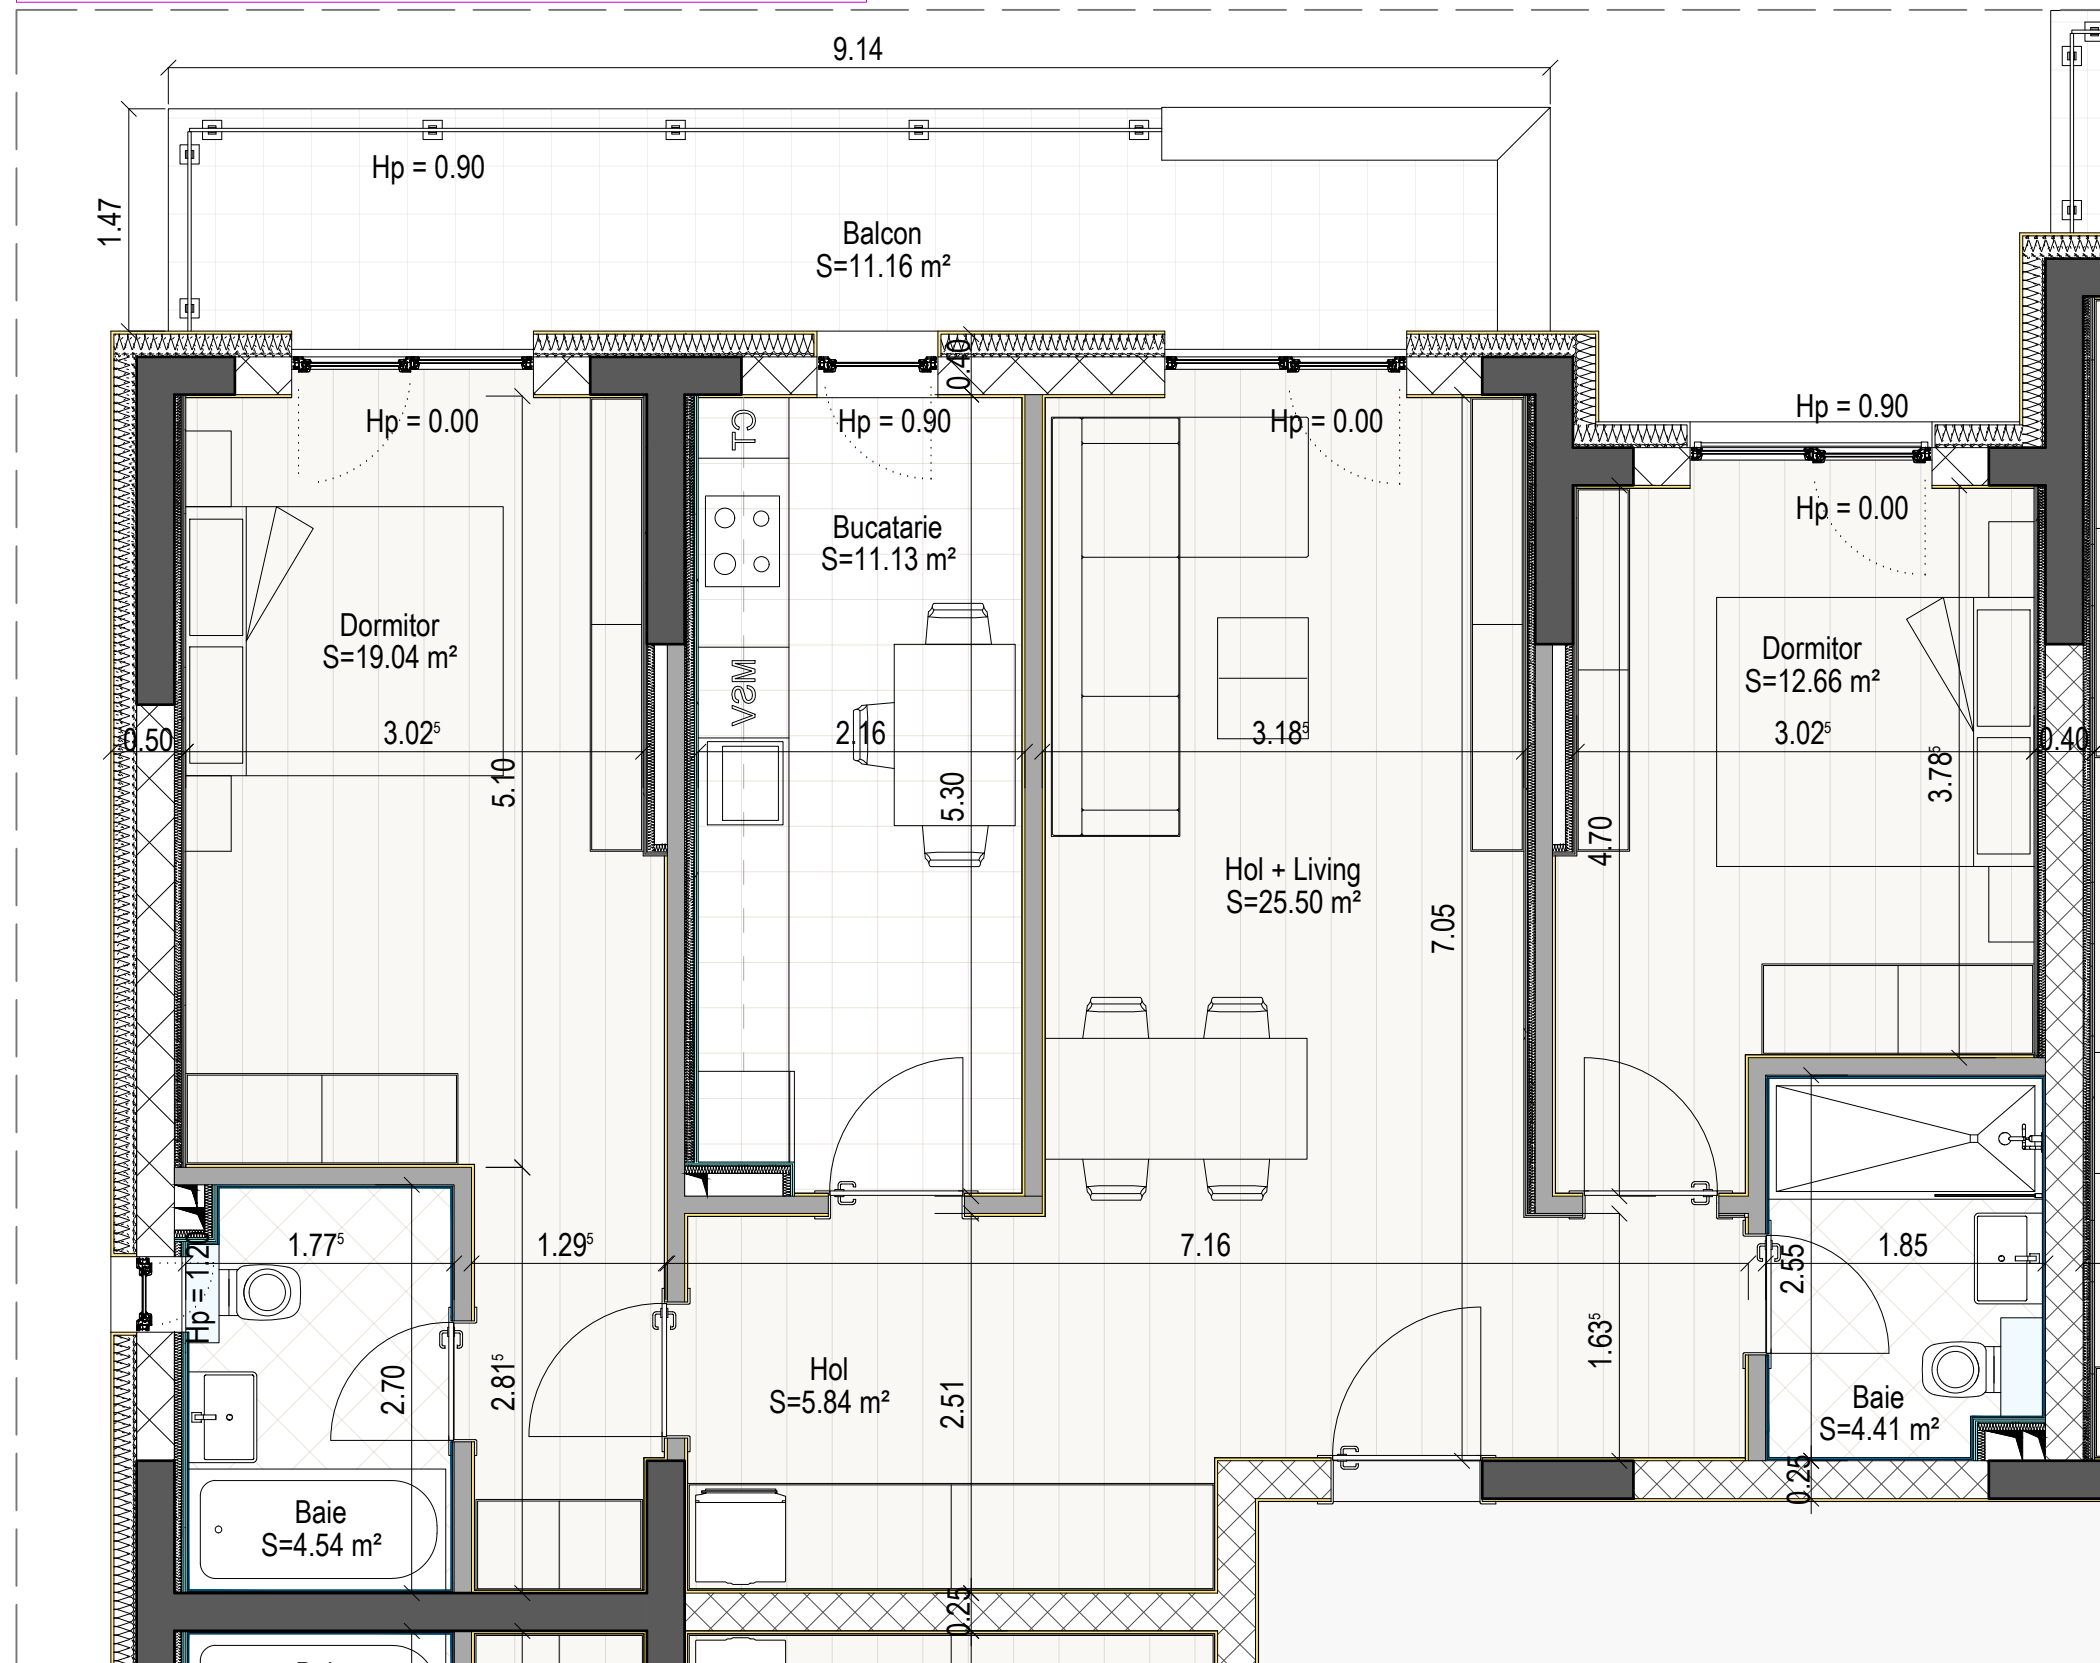 9.14
Hp = 0.90
1.47
Balcon
S=11.16 m²
0.40
Hp = 0.00
CT
Hp = 0.90
Hp = 0.00
Hp = 0.90
Hp = 0.00
Bucatarie
S=11.13 m²
Dormitor
S=19.04 m²
Dormitor
S=12.66 m²
MSV
0.50
3.02⁵
2.16
3.18⁵
3.02⁵
0.40
5.10
5.30
4.70
3.78⁵
Hol + Living
S=25.50 m²
7.05
Hp = 1.2
1.77⁵
1.29⁵
7.16
2.55
1.85
2.70
2.81⁵
Hol
S=5.84 m²
2.51
1.63⁵
Baie
S=4.41 m²
0.25
Baie
S=4.54 m²
0.25